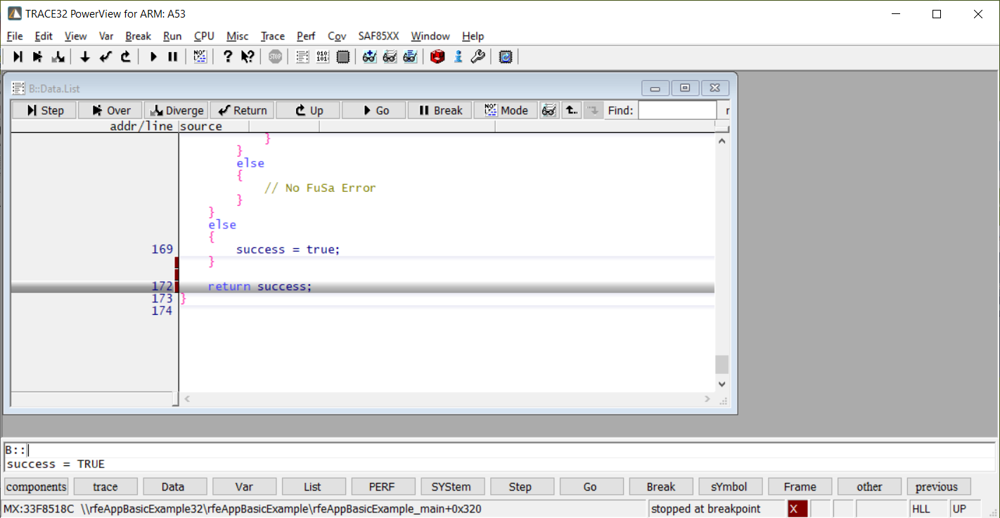 TRACE32 PowerView for ARM: A53
File Edit View Var Break Run CPU Misc Trace Perf Cov SAF85XX Window Help
B::Data.List
Step Over Diverge Return Up Go Break Mode Find:
addr/line source
}
}
else
{
// No FuSa Error
}
}
else
{
169 success = true;
}
172 return success;
173 }
174
B::
success = TRUE
components trace Data Var List PERF SYStem Step Go Break sYmbol Frame other previous
MX:33F8518C \\rfeAppBasicExample32\rfeAppBasicExample\rfeAppBasicExample_main+0x320 stopped at breakpoint X HLL UP